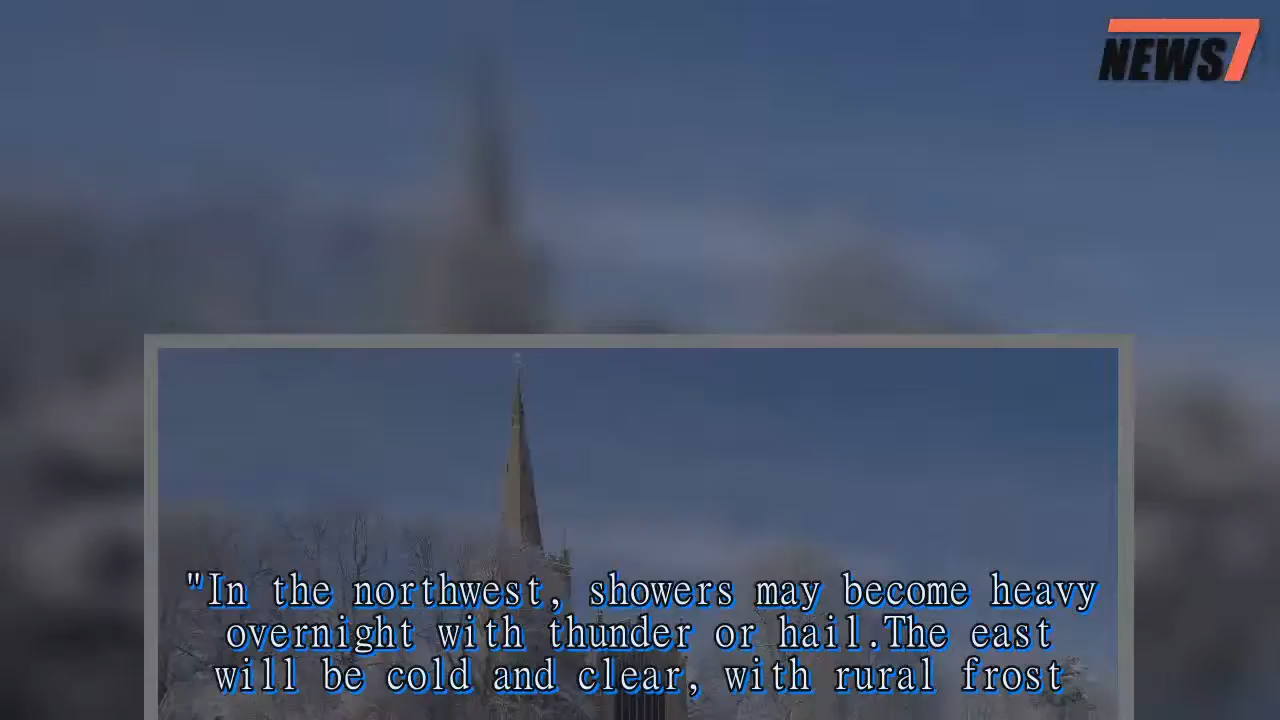 NEWS7
"In the northwest, showers may become heavy
overnight with thunder or hail.The east
will be cold and clear, with rural frost